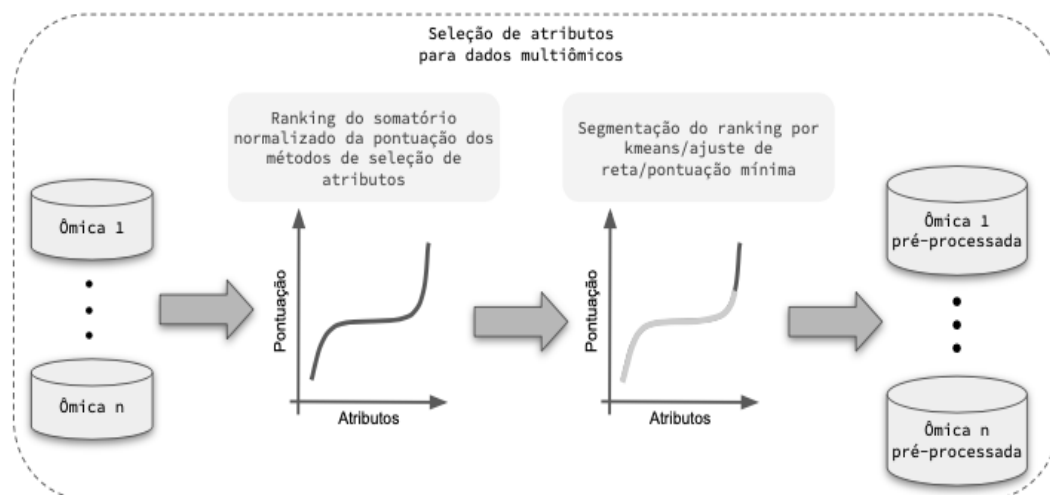 Seleção de atributos
para dados multiômicos
Ranking do somatório
normalizado da pontuação dos
métodos de seleção de
atributos
Segmentação do ranking por
kmeans/ajuste de
reta/pontuação mínima
Ômica 1
Ômica n
Pontuação
Atributos
Pontuação
Atributos
Ômica 1
pré-processada
Ômica n
pré-processada